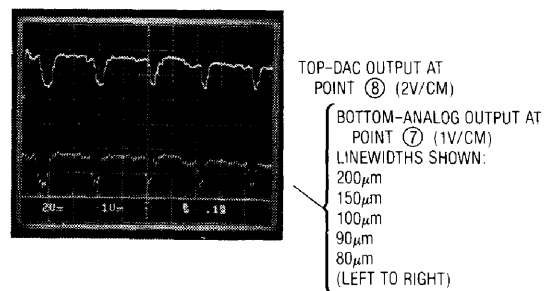 TOP-DAC OUTPUT AT
POINT ⑧ (2V/CM)
BOTTOM-ANALOG OUTPUT AT
POINT ⑦ (1V/CM)
LINEWIDTHS SHOWN:
200μm
150μm
100μm
90μm
80μm
(LEFT TO RIGHT)